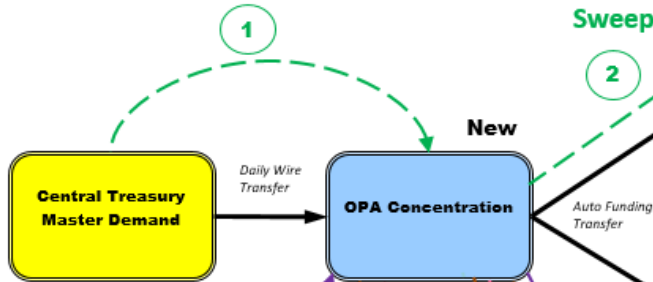 Sweep
1
2
New
Daily Wire
Transfer
Central Treasury
Master Demand
OPA Concentration
Auto Funding
Transfer